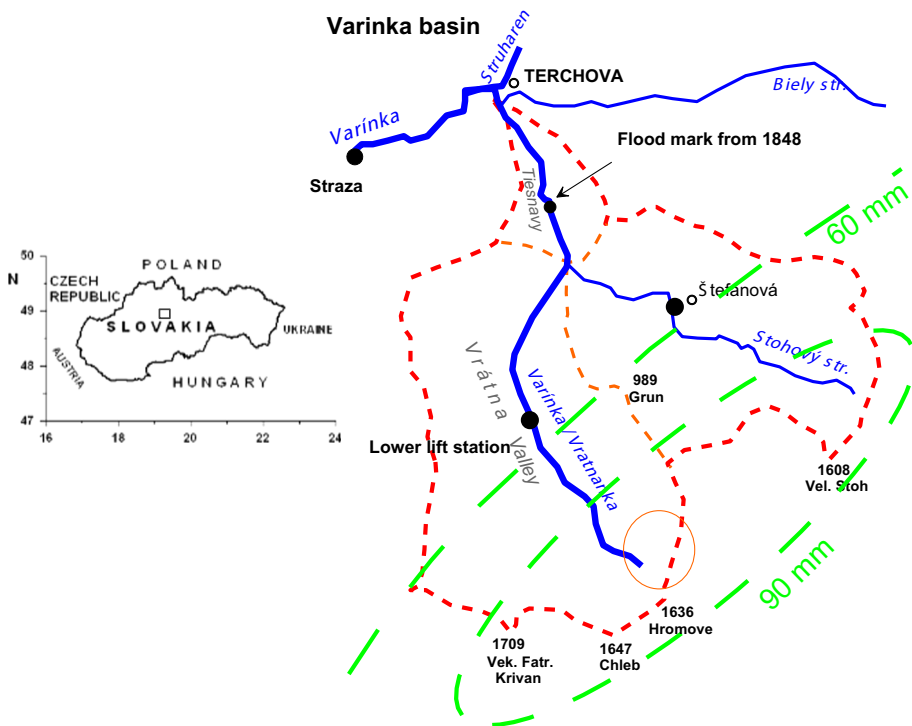 Varinka basin
Struharen
TERCHOVA
Biely str.
Varínka
Straza
Flood mark from 1848
Tiesnavy
60 mm
Štefanová
Stohový str.
989
Grun
Vrátna
Valley
Varínka /Vratnanka
Lower lift station
1608
Vel. Stoh
90 mm
1636
Hromove
1709
Vek. Fatr.
Krivan
1647
Chleb
50
N
49
48
47
16
18
20
22
24
POLAND
CZECH
REPUBLIC
SLOVAKIA
UKRAINE
AUSTRIA
HUNGARY